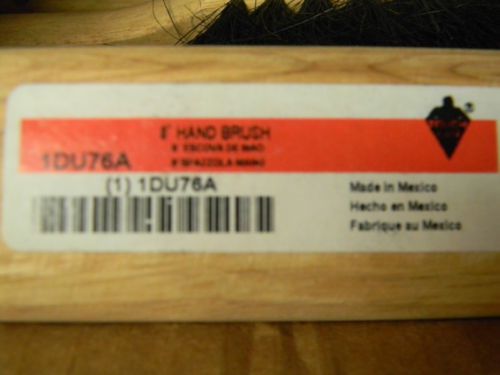 8" HAND BRUSH
8" ESCOVA DE MAO
8" SPAZZOLA MANO
1DU76A
(1) 1DU76A
Made in Mexico
Hecho en Mexico
Fabrique au Mexico